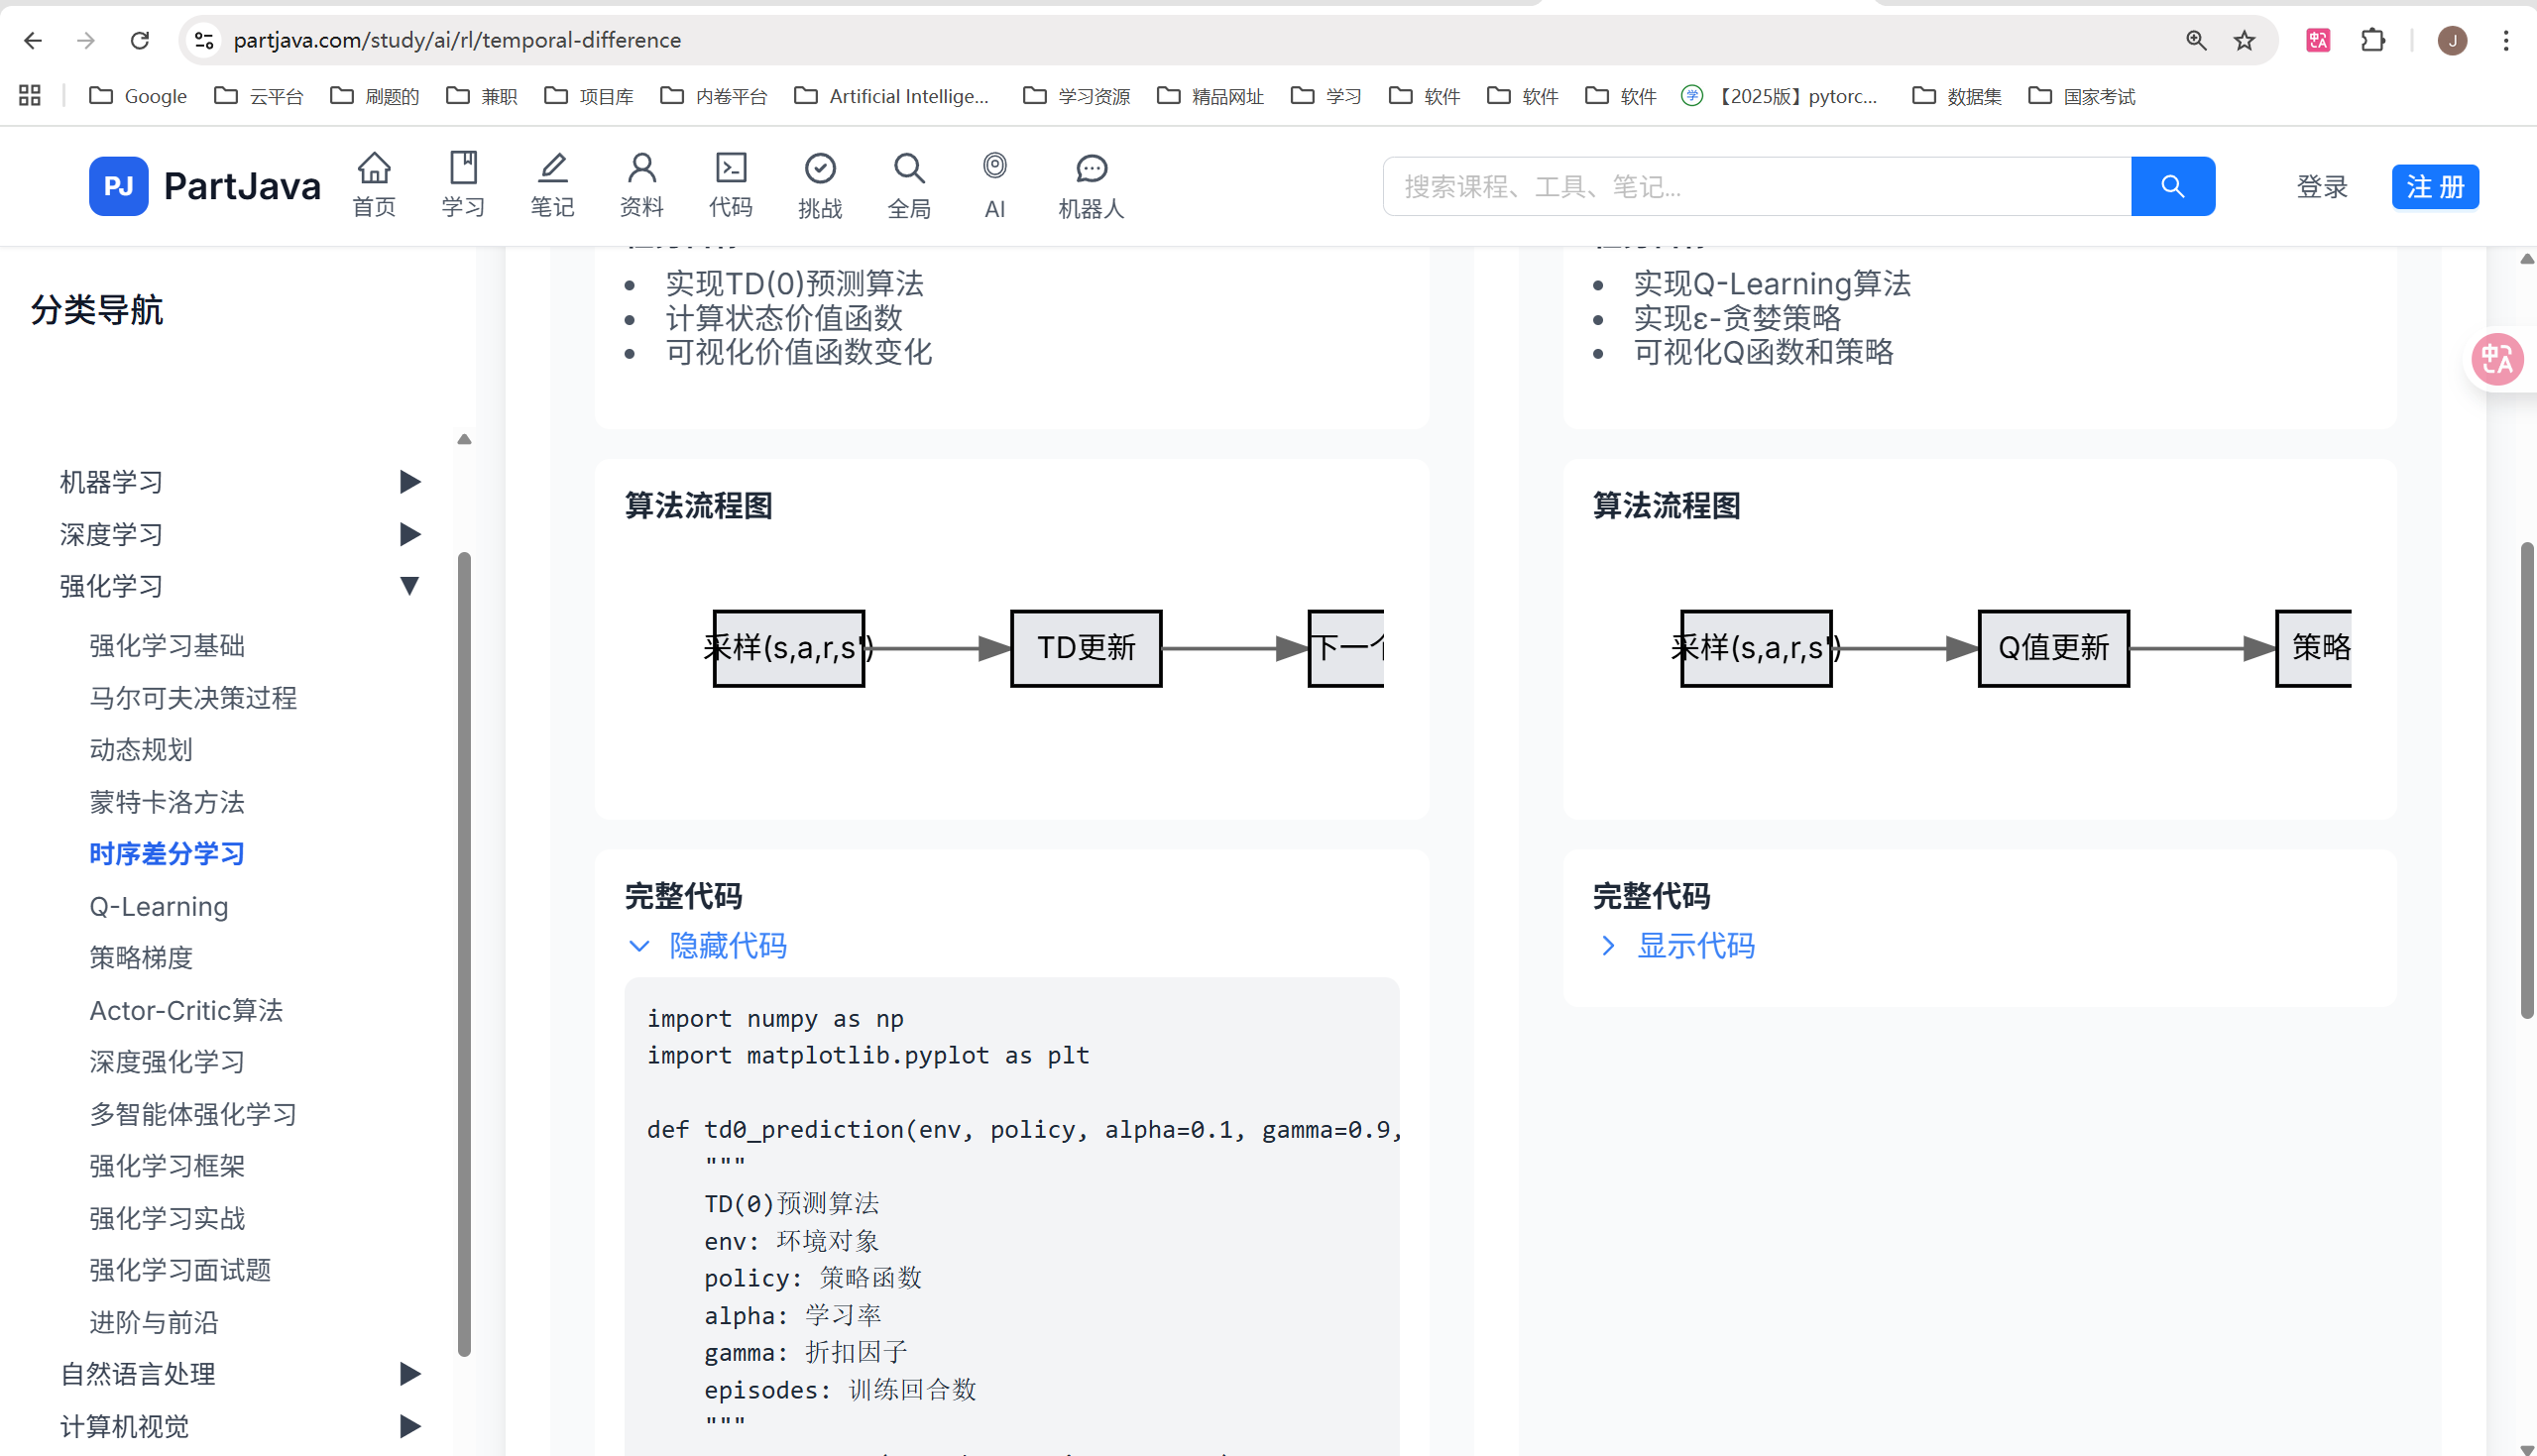 partjava.com/study/ai/rl/temporal-difference
J
Google
云平台
刷题的
兼职
项目库
内卷平台
Artificial Intellige...
学习资源
精品网址
学习
软件
软件
软件
【2025版】pytorc...
数据集
国家考试
PJ PartJava
首页
学习
笔记
资料
代码
挑战
全局
AI
机器人
搜索课程、工具、笔记...
登录
注 册
分类导航
机器学习
深度学习
强化学习
强化学习基础
马尔可夫决策过程
动态规划
蒙特卡洛方法
时序差分学习
Q-Learning
策略梯度
Actor-Critic算法
深度强化学习
多智能体强化学习
强化学习框架
强化学习实战
强化学习面试题
进阶与前沿
自然语言处理
计算机视觉
实现TD(0)预测算法
计算状态价值函数
可视化价值函数变化
算法流程图
采样(s,a,r,s')
TD更新
下一个
完整代码
隐藏代码
import numpy as np
import matplotlib.pyplot as plt
def td0_prediction(env, policy, alpha=0.1, gamma=0.9,
"""
TD(0)预测算法
env: 环境对象
policy: 策略函数
alpha: 学习率
gamma: 折扣因子
episodes: 训练回合数
"""
实现Q-Learning算法
实现ε-贪婪策略
可视化Q函数和策略
算法流程图
采样(s,a,r,s')
Q值更新
策略
完整代码
显示代码